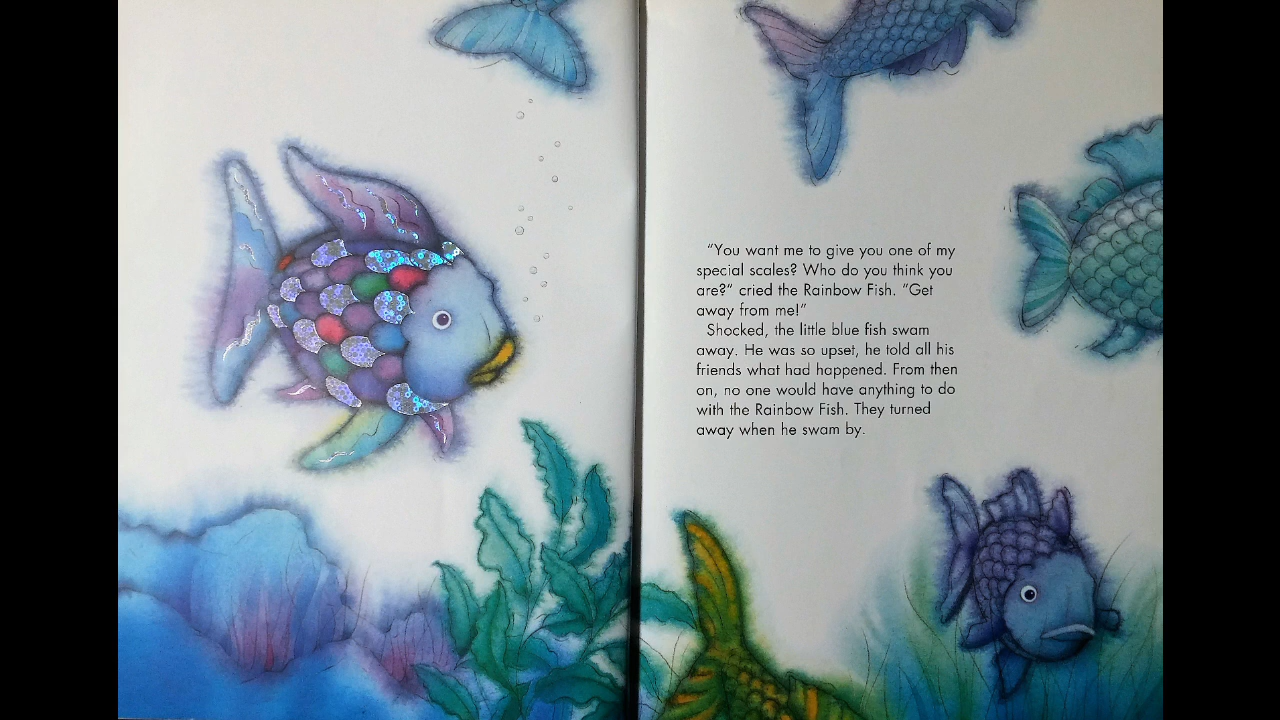 "You want me to give you one of my
special scales? Who do you think you
are?" cried the Rainbow Fish. "Get
away from me!"
Shocked, the little blue fish swam
away. He was so upset, he told all his
friends what had happened. From then
on, no one would have anything to do
with the Rainbow Fish. They turned
away when he swam by.